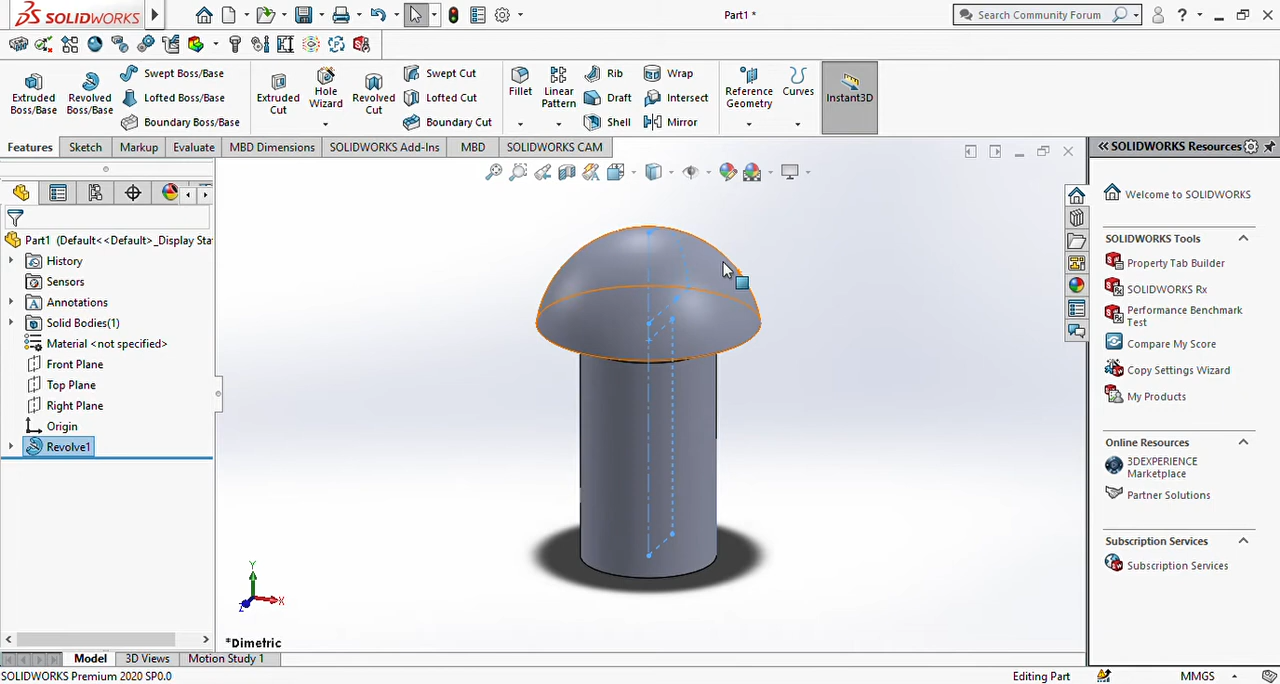 SOLIDWORKS
Part1 *
Search Community Forum
?
Extruded Boss/Base
Revolved Boss/Base
Swept Boss/Base
Lofted Boss/Base
Boundary Boss/Base
Extruded Cut
Hole Wizard
Revolved Cut
Swept Cut
Lofted Cut
Boundary Cut
Fillet
Linear Pattern
Rib
Draft
Shell
Wrap
Intersect
Mirror
Reference Geometry
Curves
Instant3D
Features
Sketch
Markup
Evaluate
MBD Dimensions
SOLIDWORKS Add-Ins
MBD
SOLIDWORKS CAM
Part1 (Default<<Default>_Display Sta
History
Sensors
Annotations
Solid Bodies(1)
Material <not specified>
Front Plane
Top Plane
Right Plane
Origin
Revolve1
Y
X
Z
*Dimetric
SOLIDWORKS Resources
Welcome to SOLIDWORKS
SOLIDWORKS Tools
Property Tab Builder
SOLIDWORKS Rx
Performance Benchmark
Test
Compare My Score
Copy Settings Wizard
My Products
Online Resources
3DEXPERIENCE
Marketplace
Partner Solutions
Subscription Services
Subscription Services
Model
3D Views
Motion Study 1
SOLIDWORKS Premium 2020 SP0.0
Editing Part
MMGS